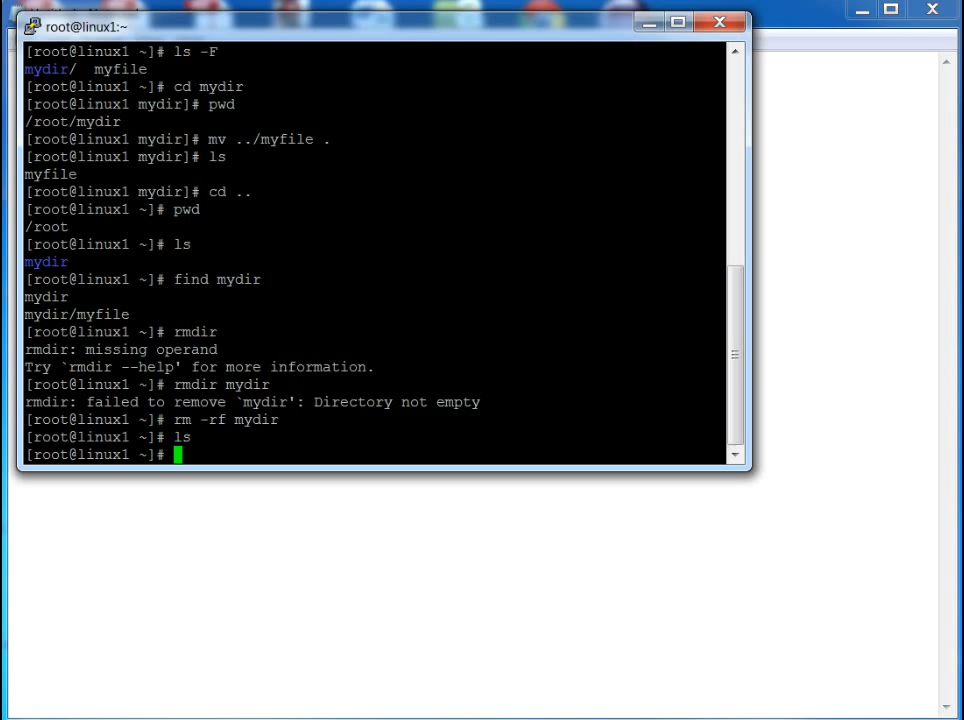 root@linux1:~
[root@linux1 ~]# ls -F
mydir/  myfile
[root@linux1 ~]# cd mydir
[root@linux1 mydir]# pwd
/root/mydir
[root@linux1 mydir]# mv ../myfile .
[root@linux1 mydir]# ls
myfile
[root@linux1 mydir]# cd ..
[root@linux1 ~]# pwd
/root
[root@linux1 ~]# ls
mydir
[root@linux1 ~]# find mydir
mydir
mydir/myfile
[root@linux1 ~]# rmdir
rmdir: missing operand
Try `rmdir --help' for more information.
[root@linux1 ~]# rmdir mydir
rmdir: failed to remove `mydir': Directory not empty
[root@linux1 ~]# rm -rf mydir
[root@linux1 ~]# ls
[root@linux1 ~]#